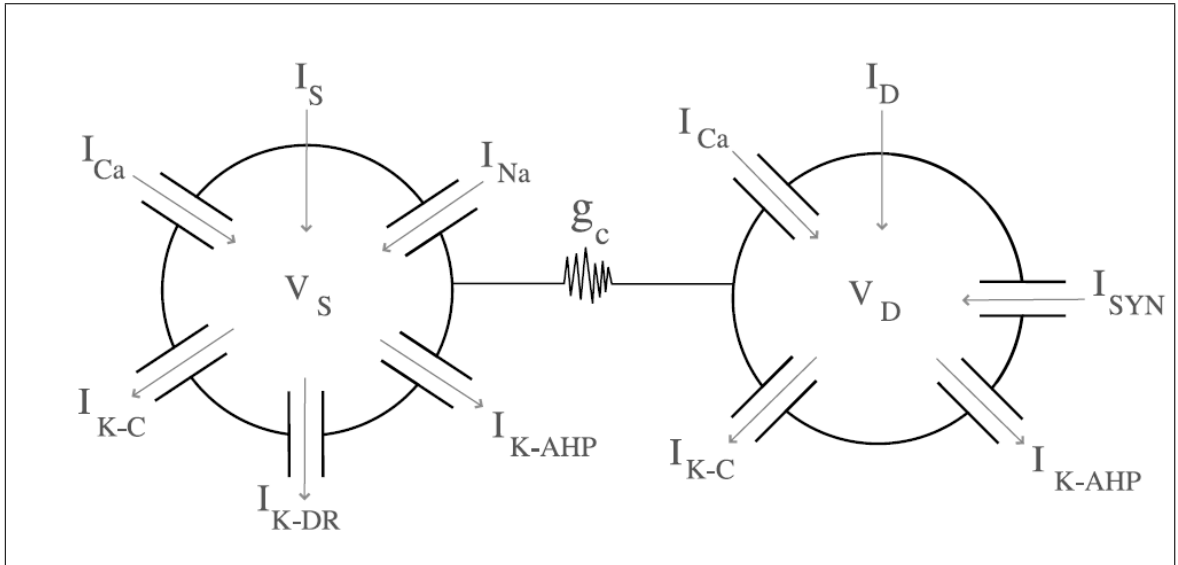 I_S
I_D
I_Ca
I_Na
I_Ca
g_c
V_S
V_D
I_SYN
I_K-C
I_K-AHP
I_K-DR
I_K-C
I_K-AHP